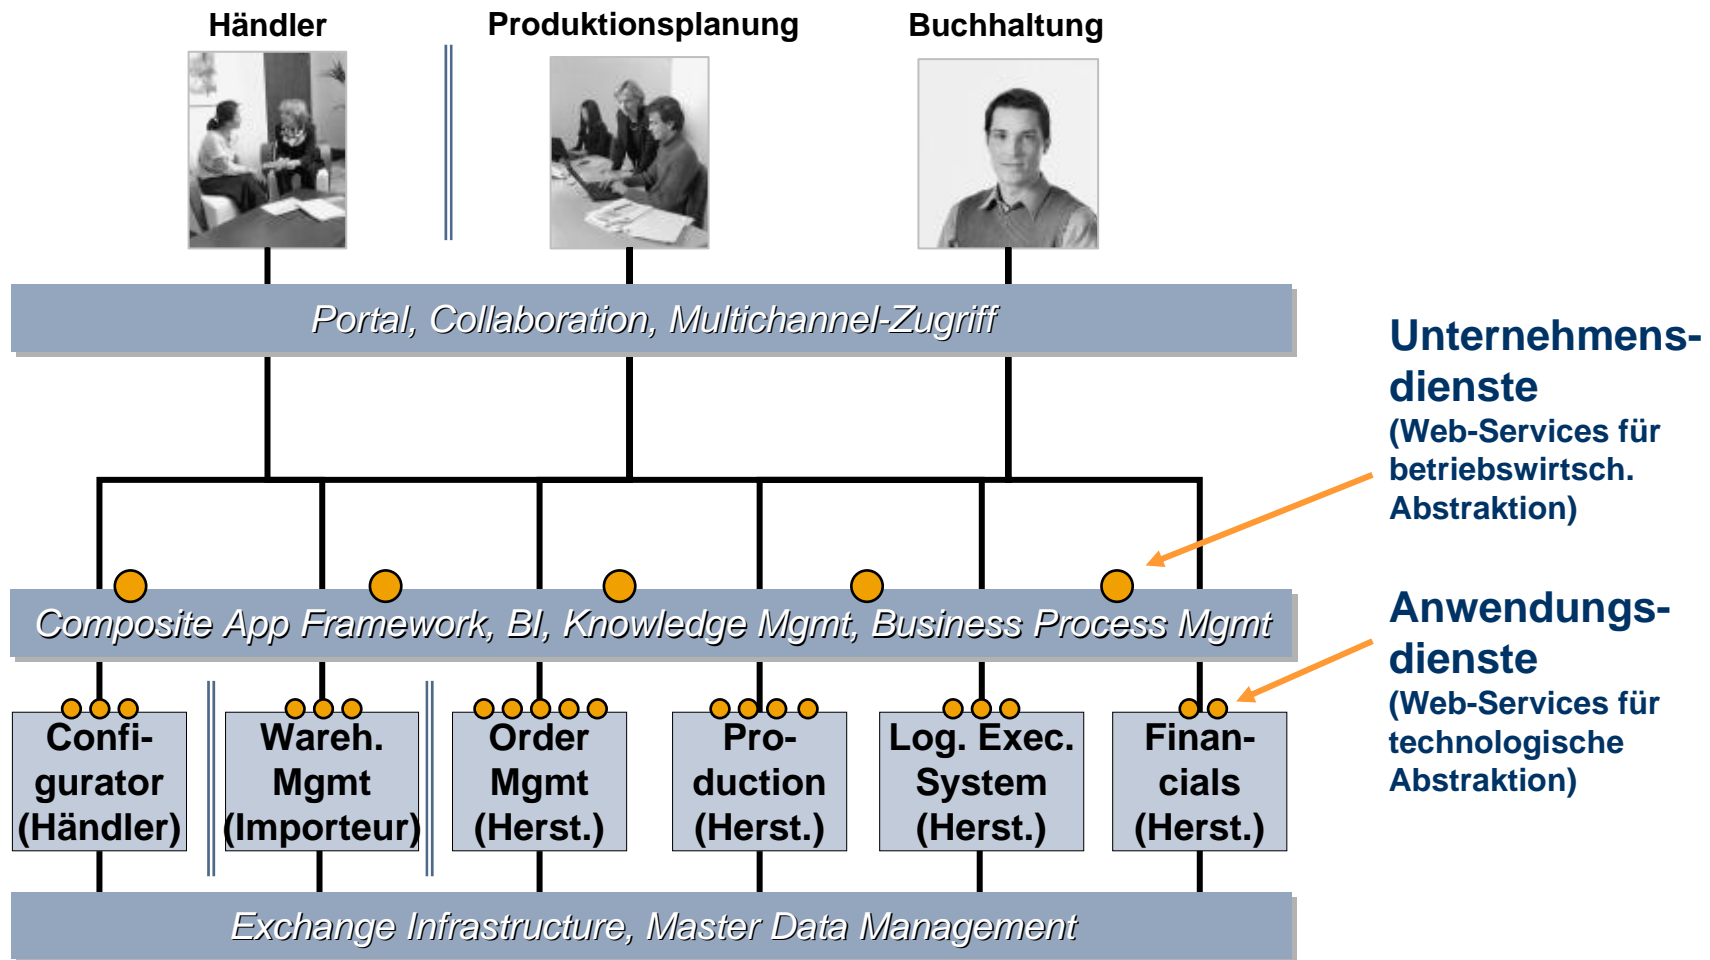 Händler
Produktionsplanung
Buchhaltung
Portal, Collaboration, Multichannel-Zugriff
Unternehmens-
dienste
(Web-Services für
betriebswirtsch.
Abstraktion)
Composite App Framework, BI, Knowledge Mgmt, Business Process Mgmt
Anwendungs-
dienste
(Web-Services für
technologische
Abstraktion)
Confi-
gurator
(Händler)
Wareh.
Mgmt
(Importeur)
Order
Mgmt
(Herst.)
Pro-
duction
(Herst.)
Log. Exec.
System
(Herst.)
Finan-
cials
(Herst.)
Exchange Infrastructure, Master Data Management